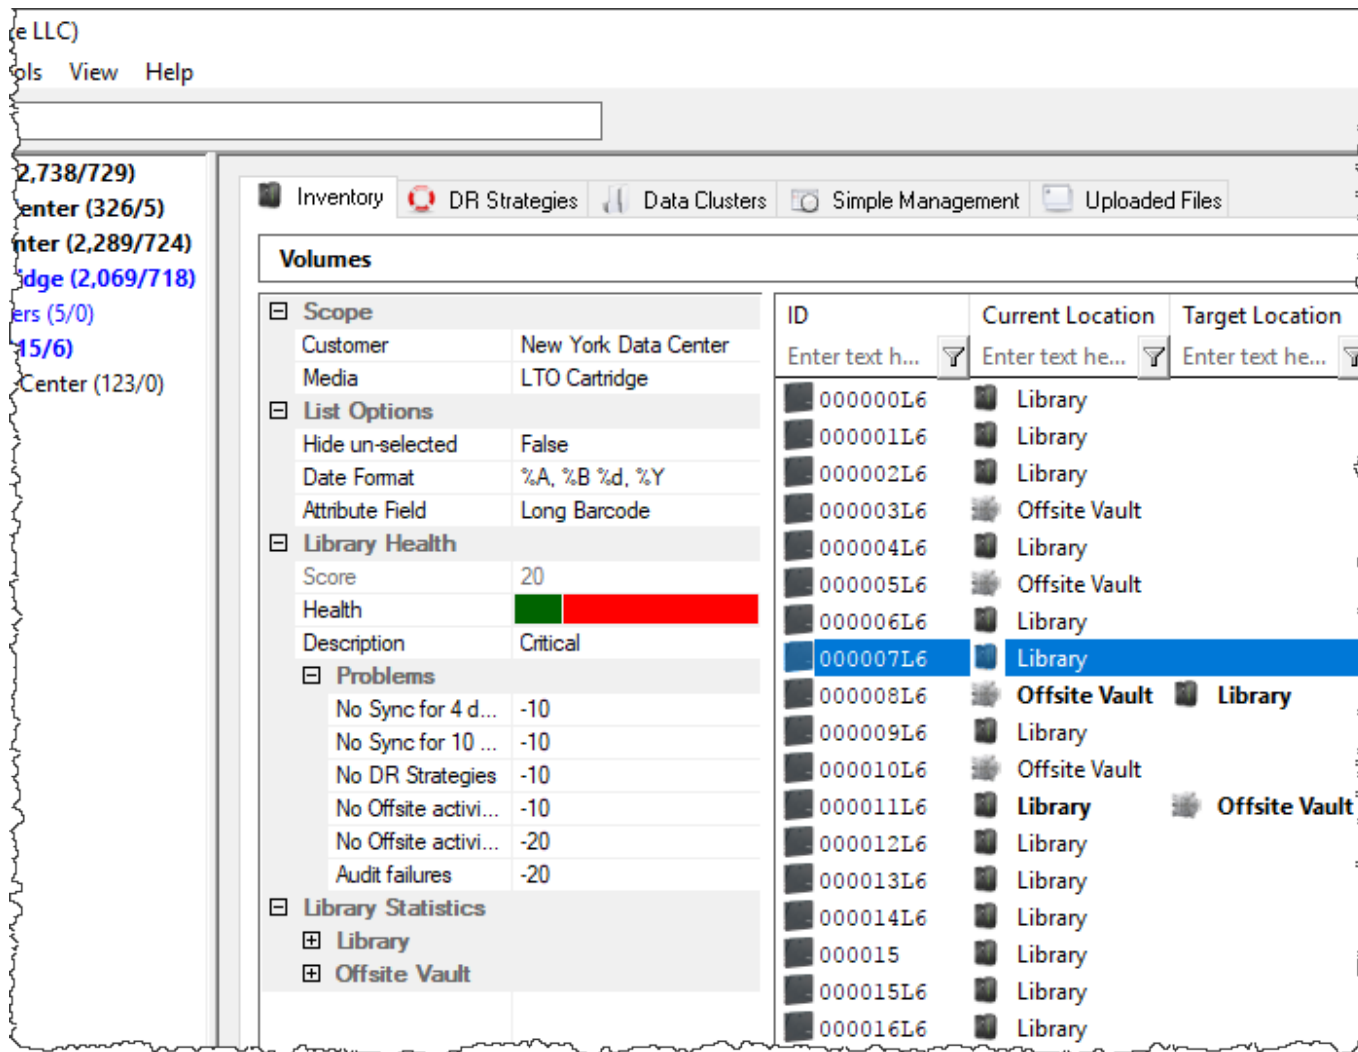 e LLC)
ols View Help
2,738/729)
enter (326/5)
nter (2,289/724)
idge (2,069/718)
ers (5/0)
15/6)
Center (123/0)
Inventory DR Strategies Data Clusters Simple Management Uploaded Files
Volumes
Scope
Customer New York Data Center
Media LTO Cartridge
List Options
Hide un-selected False
Date Format %A, %B %d, %Y
Attribute Field Long Barcode
Library Health
Score 20
Health
Description Critical
Problems
No Sync for 4 d... -10
No Sync for 10 ... -10
No DR Strategies -10
No Offsite activi... -10
No Offsite activi... -20
Audit failures -20
Library Statistics
Library
Offsite Vault
ID Current Location Target Location
Enter text h... Enter text he... Enter text he...
000000L6 Library
000001L6 Library
000002L6 Library
000003L6 Offsite Vault
000004L6 Library
000005L6 Offsite Vault
000006L6 Library
000007L6 Library
000008L6 Offsite Vault Library
000009L6 Library
000010L6 Offsite Vault
000011L6 Library Offsite Vault
000012L6 Library
000013L6 Library
000014L6 Library
000015 Library
000015L6 Library
000016L6 Library